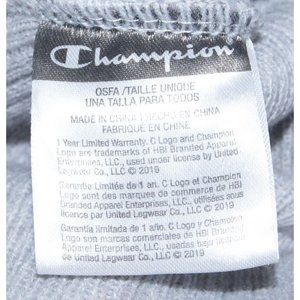 Champion
OSFA/TAILLE UNIQUE
UNA TALLA PARA TODOS
MADE IN CHINA/HECHO EN CHINA
FABRIQUÉ EN CHINE
1 Year Limited Warranty. C Logo and Champion
Logo are trademarks of HBI Branded Apparel
Enterprises, LLC., used under license by United
Legwear Co., LLC © 2019
Garantie Limitée de 1 an. C Logo et Champion
Logo sont des marques de commerce de HBI
Branded Apparel Enterprises, LLC., utilisées sous
licence par United Legwear Co., LLC © 2019
Garantía limitada de 1 año. C Logo y Champion
Logo son marcas comerciales de HBI Branded
Apparel Enterprises, LLC., usado bajo licencia por
United Legwear Co., LLC © 2019